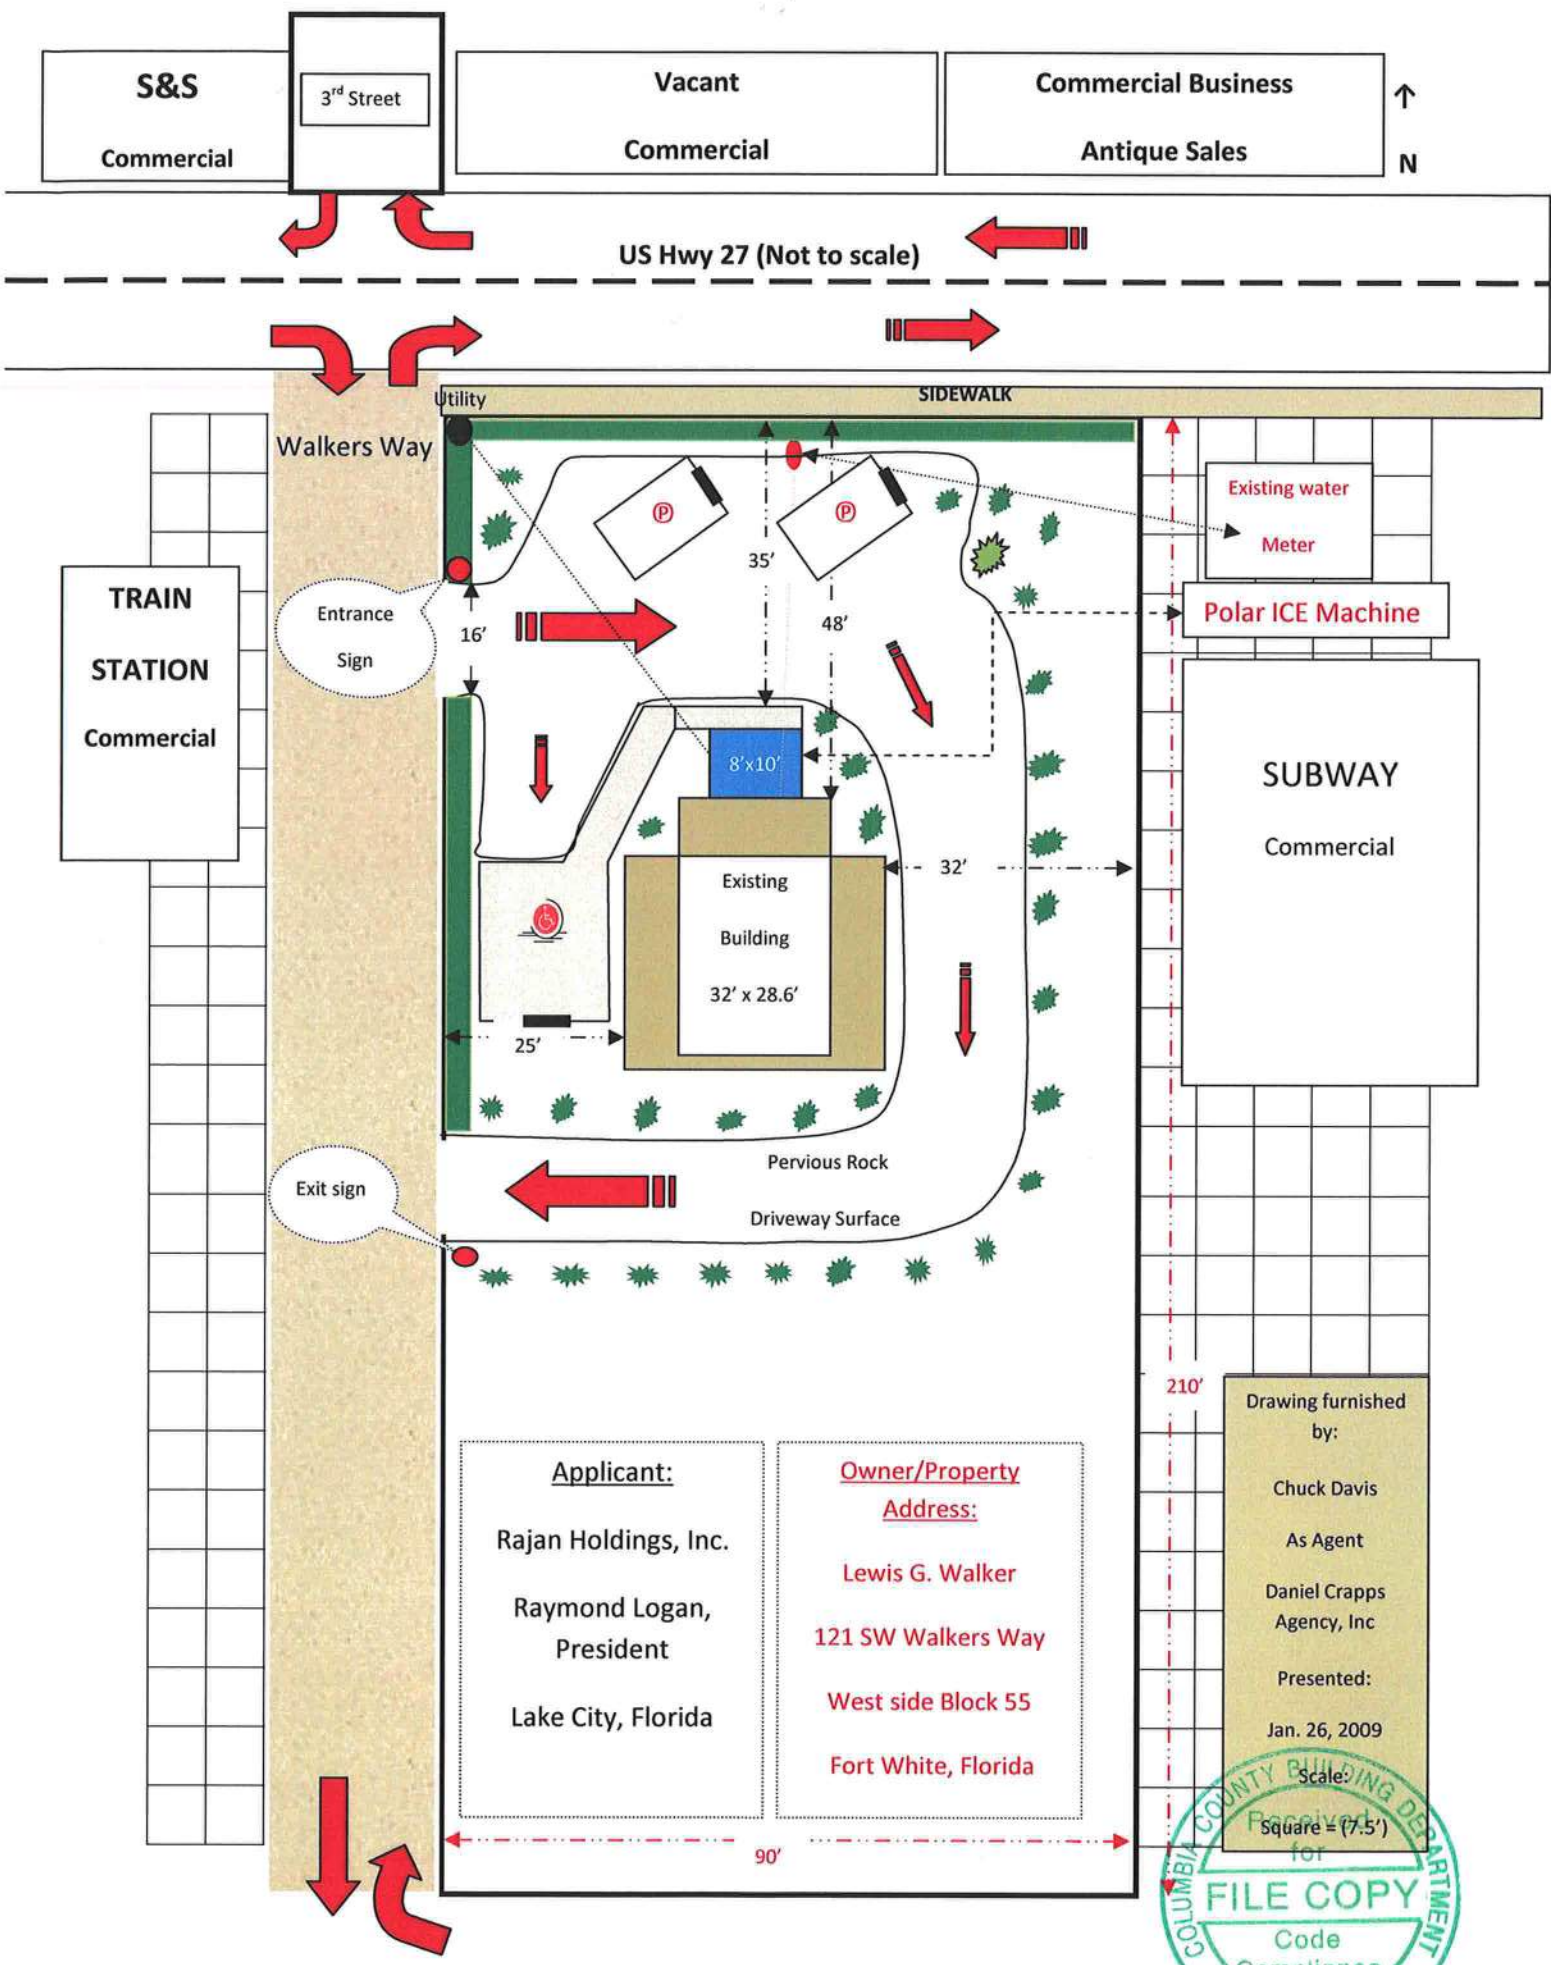 S&S
Commercial
3rd Street
Vacant
Commercial
Commercial Business
Antique Sales
↑
N
US Hwy 27 (Not to scale)
Utility
SIDEWALK
Walkers Way
Existing water
Meter
Polar ICE Machine
TRAIN
STATION
Commercial
Entrance
Sign
16'
35'
48'
P
P
8'x10'
SUBWAY
Commercial
32'
Existing
Building
32' x 28.6'
25'
Pervious Rock
Driveway Surface
Exit sign
210'
Applicant:
Rajan Holdings, Inc.
Raymond Logan,
President
Lake City, Florida
Owner/Property
Address:
Lewis G. Walker
121 SW Walkers Way
West side Block 55
Fort White, Florida
90'
Drawing furnished
by:
Chuck Davis
As Agent
Daniel Crapps
Agency, Inc
Presented:
Jan. 26, 2009
Scale:
Square = (7.5')
COLUMBIA COUNTY BUILDING DEPARTMENT
Received
for
FILE COPY
Code